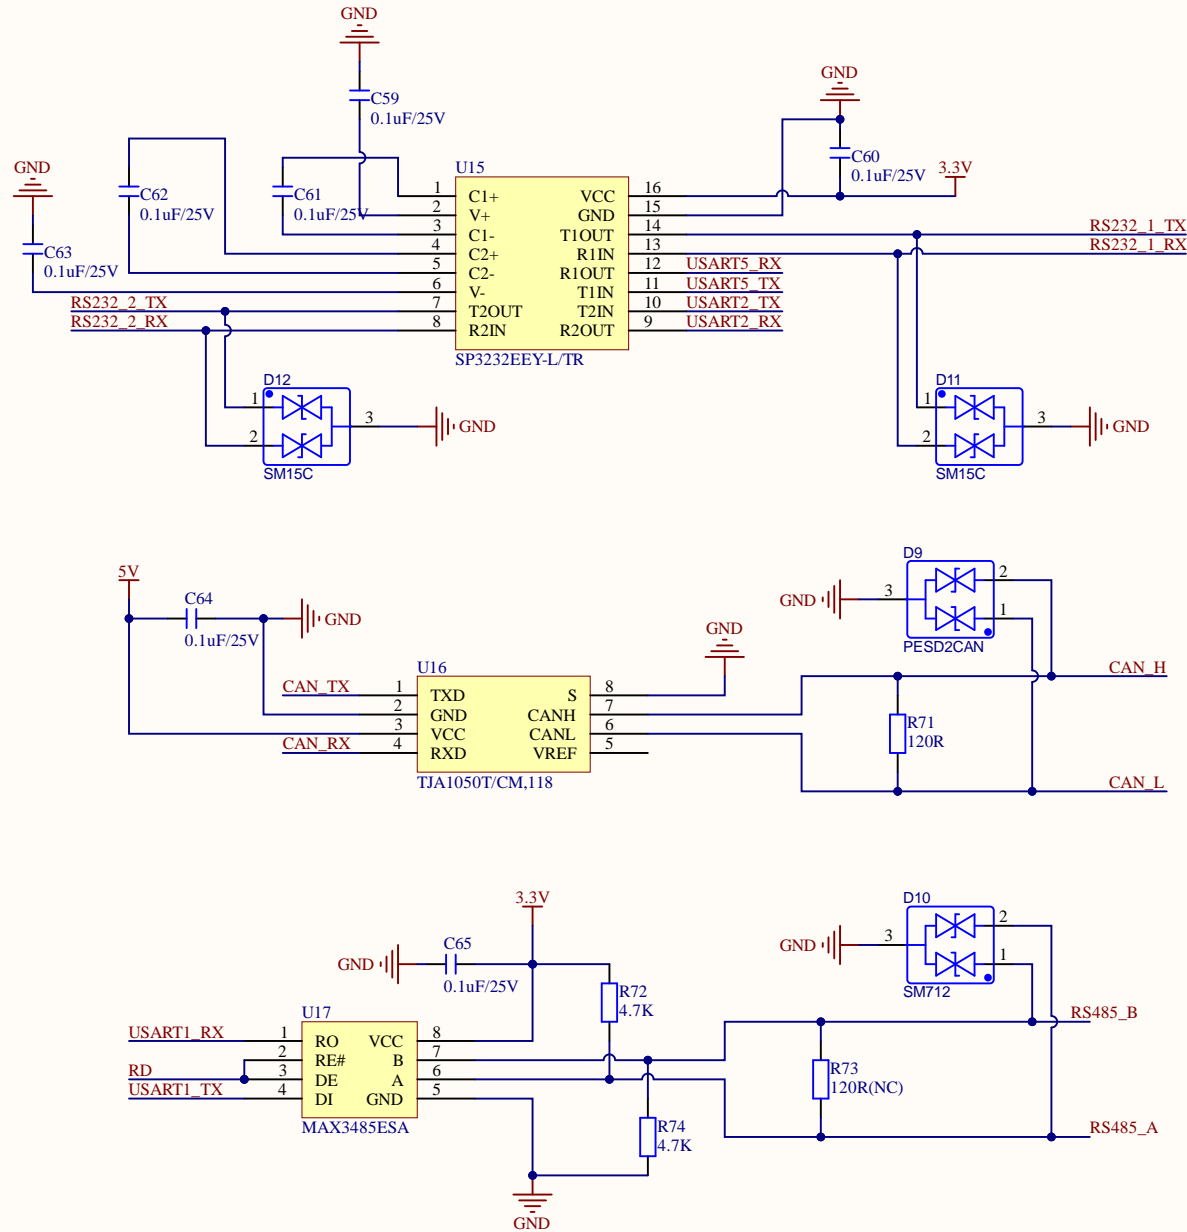 GND
C59
0.1uF/25V
GND
C60
0.1uF/25V
3.3V
GND
C62
0.1uF/25V
C61
0.1uF/25V
C63
0.1uF/25V
U15
1 C1+ VCC 16
2 V+ GND 15
3 C1- T1OUT 14
4 C2+ R1IN 13
5 C2- R1OUT 12
6 V- T1IN 11
7 T2OUT T2IN 10
8 R2IN R2OUT 9
SP3232EEY-L/TR
RS232_1_TX
RS232_1_RX
USART5_RX
USART5_TX
USART2_TX
USART2_RX
RS232_2_TX
RS232_2_RX
D12
1
2
3
GND
SM15C
D11
1
2
3
GND
SM15C
5V
C64
0.1uF/25V
GND
D9
GND
3
2
1
PESD2CAN
GND
U16
CAN_TX 1 TXD S 8
2 GND CANH 7
3 VCC CANL 6
CAN_RX 4 RXD VREF 5
TJA1050T/CM,118
CAN_H
R71
120R
CAN_L
3.3V
GND
C65
0.1uF/25V
R72
4.7K
D10
GND
3
2
1
SM712
U17
USART1_RX 1 RO VCC 8
2 RE# B 7
RD 3 DE A 6
USART1_TX 4 DI GND 5
MAX3485ESA
RS485_B
R73
120R(NC)
R74
4.7K
RS485_A
GND